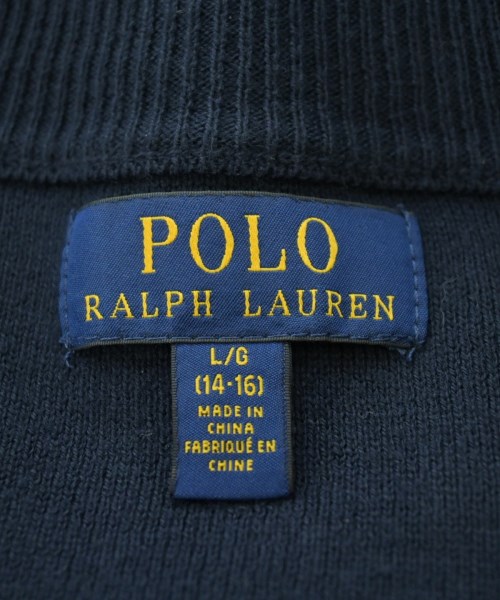 POLO
RALPH LAUREN
L/G
(14-16)
MADE IN
CHINA
FABRIQUÉ EN
CHINE